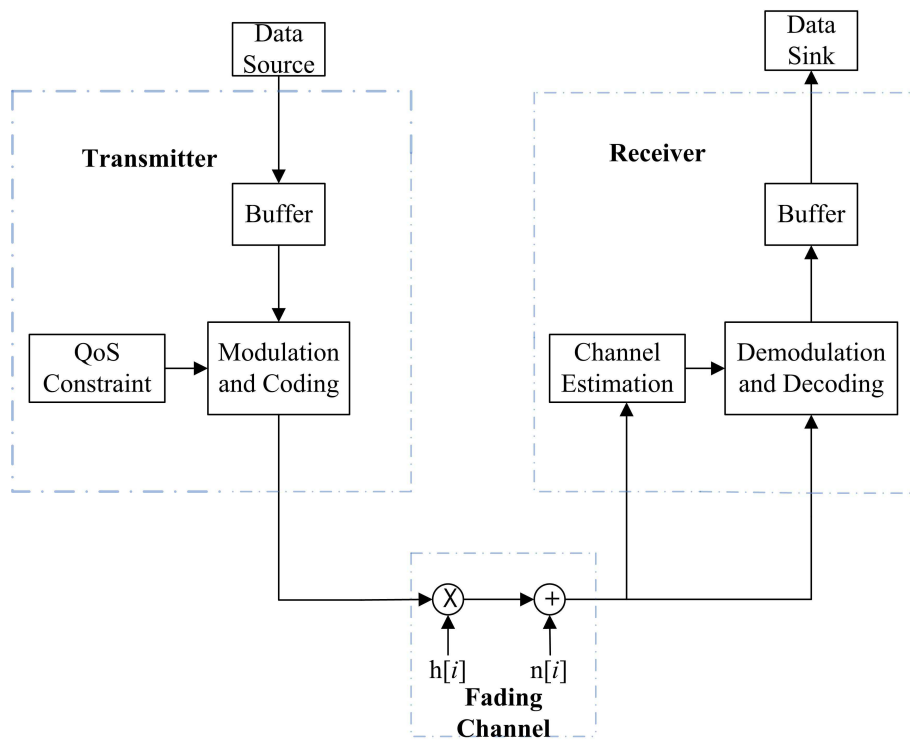 Data
Source
Transmitter
Buffer
QoS
Constraint
Modulation
and Coding
Data
Sink
Receiver
Buffer
Channel
Estimation
Demodulation
and Decoding
X
+
h[i]
n[i]
Fading
Channel